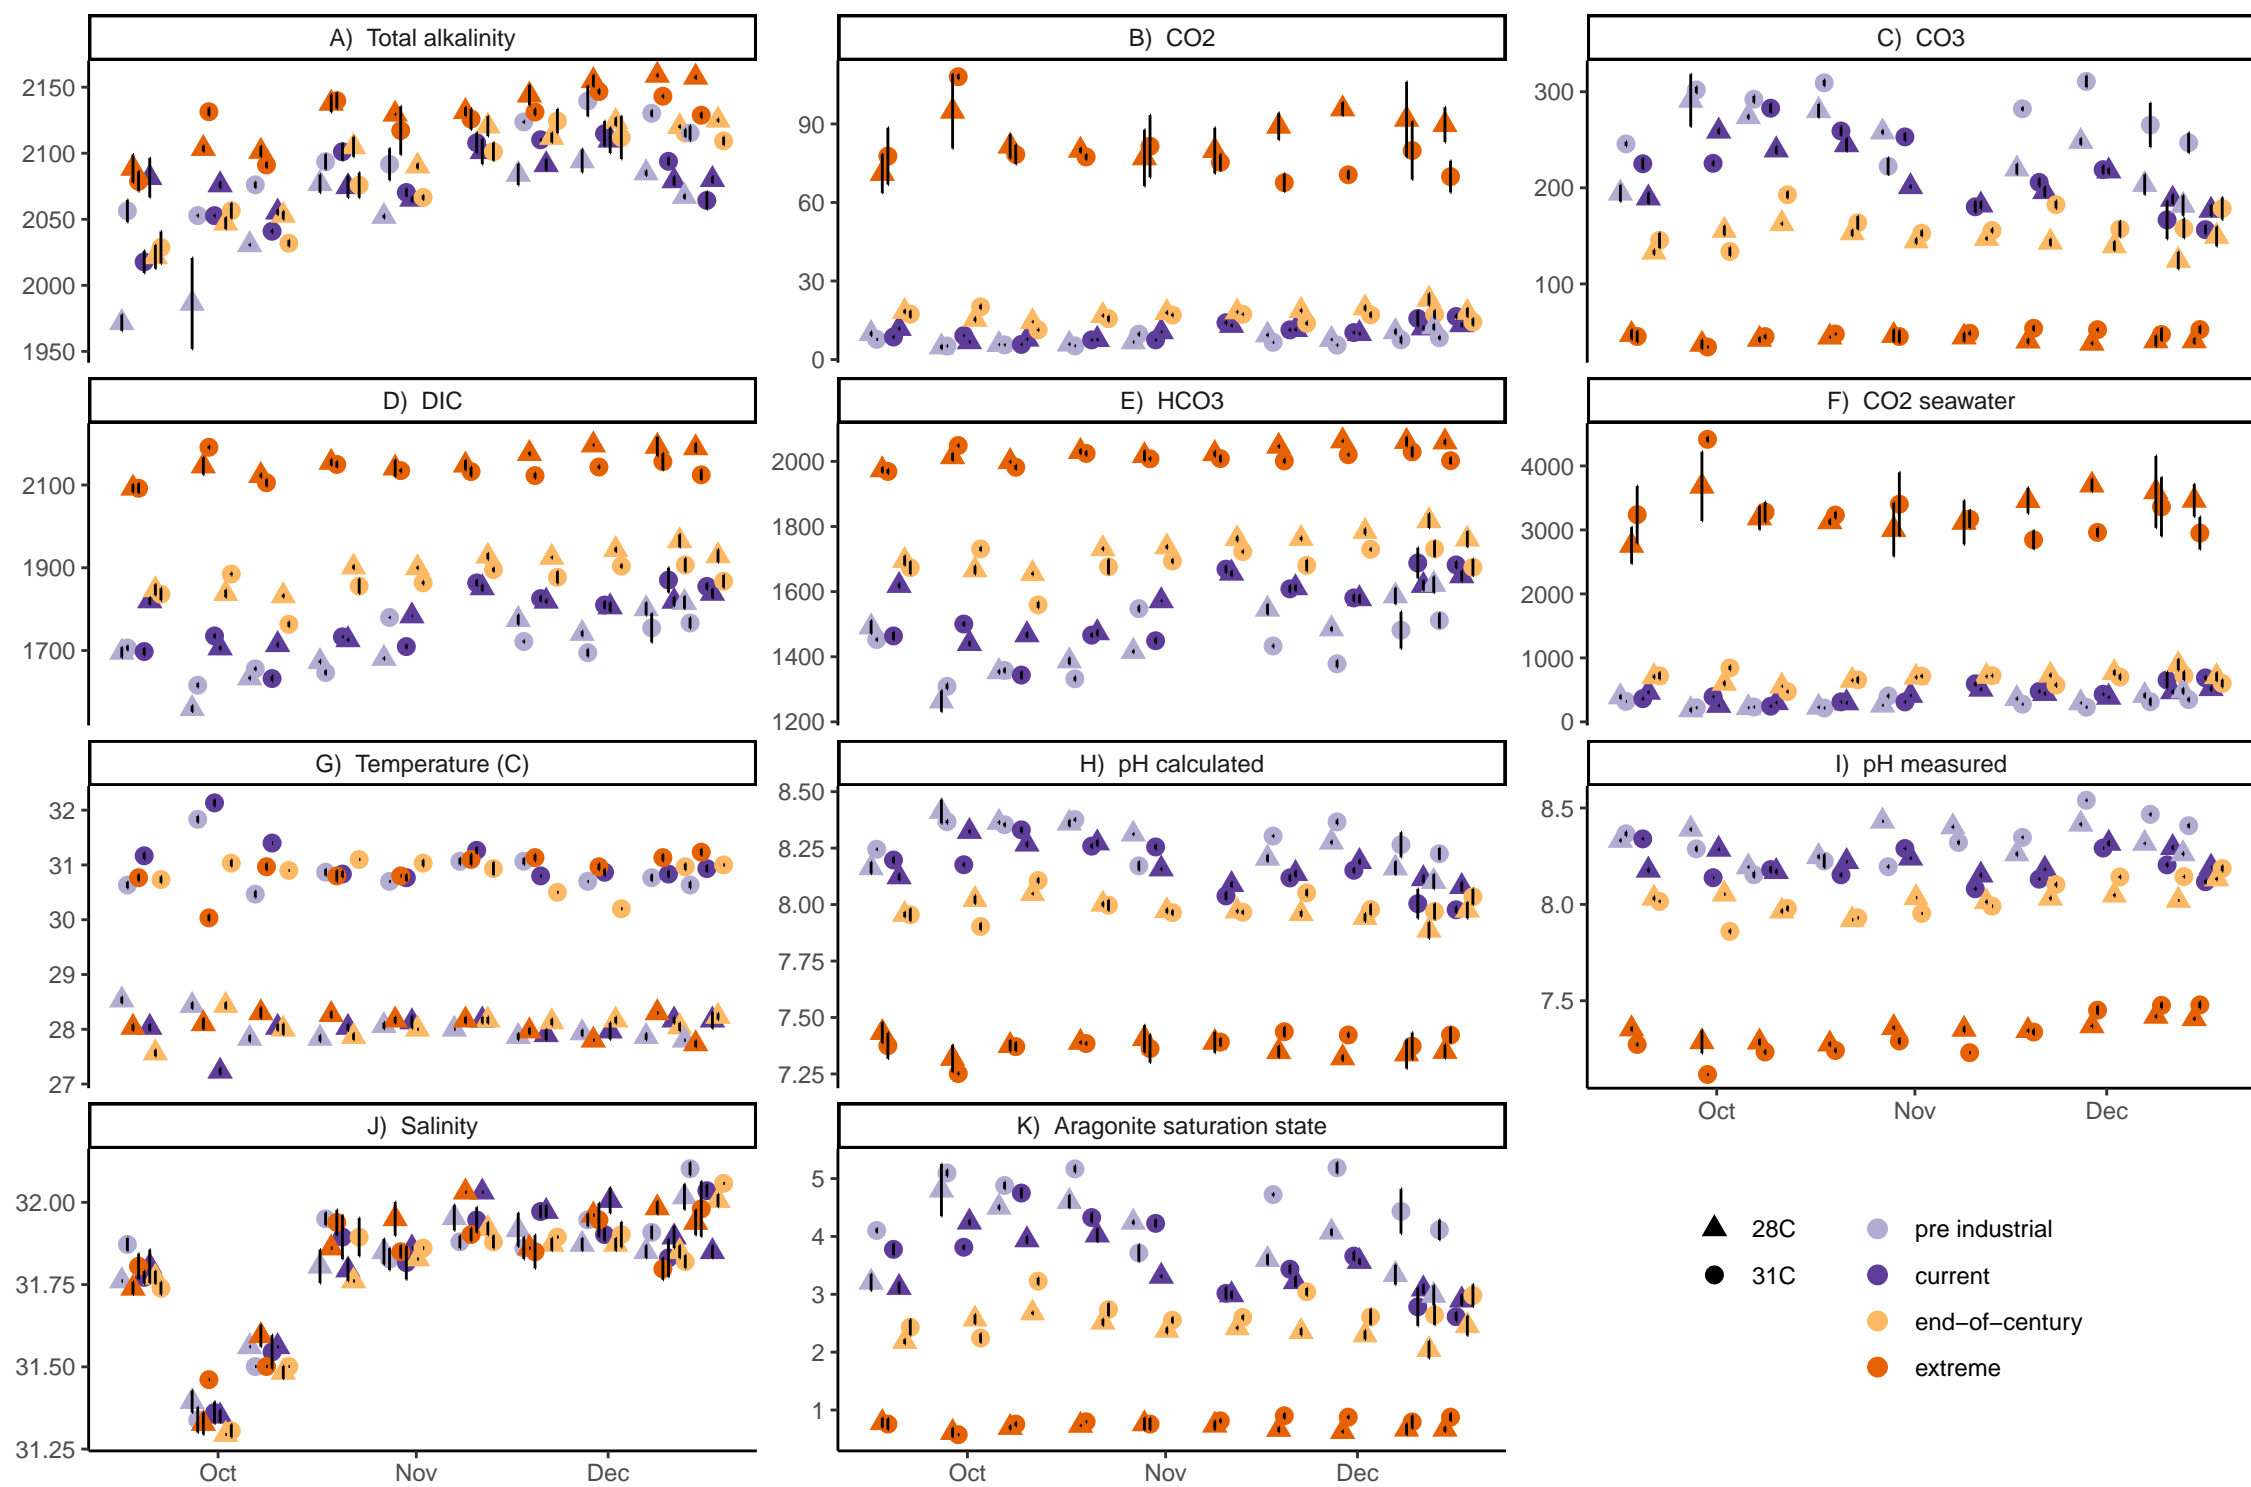 A) Total alkalinity
B) CO2
C) CO3
2150
2100
2050
2000
1950
90
60
30
0
300
200
100
D) DIC
E) HCO3
F) CO2 seawater
2100
1900
1700
2000
1800
1600
1400
1200
4000
3000
2000
1000
0
G) Temperature (C)
H) pH calculated
I) pH measured
32
31
30
29
28
27
8.50
8.25
8.00
7.75
7.50
7.25
8.5
8.0
7.5
Oct Nov Dec
J) Salinity
K) Aragonite saturation state
32.00
31.75
31.50
31.25
5
4
3
2
1
Oct Nov Dec
Oct Nov Dec
28C
31C
pre industrial
current
end−of−century
extreme